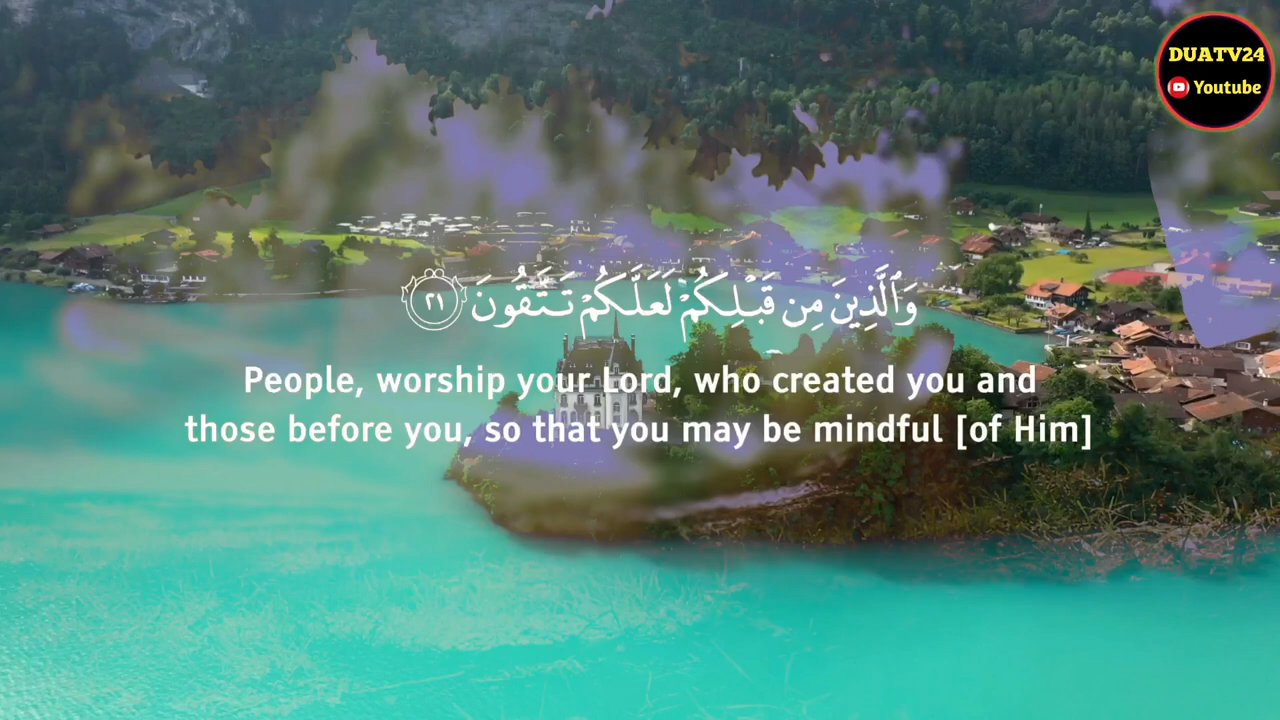 DUATV24
Youtube
وَٱلَّذِينَ مِن قَبۡلِكُمۡ لَعَلَّكُمۡ تَتَّقُونَ ٢١
People, worship your Lord, who created you and
those before you, so that you may be mindful [of Him]